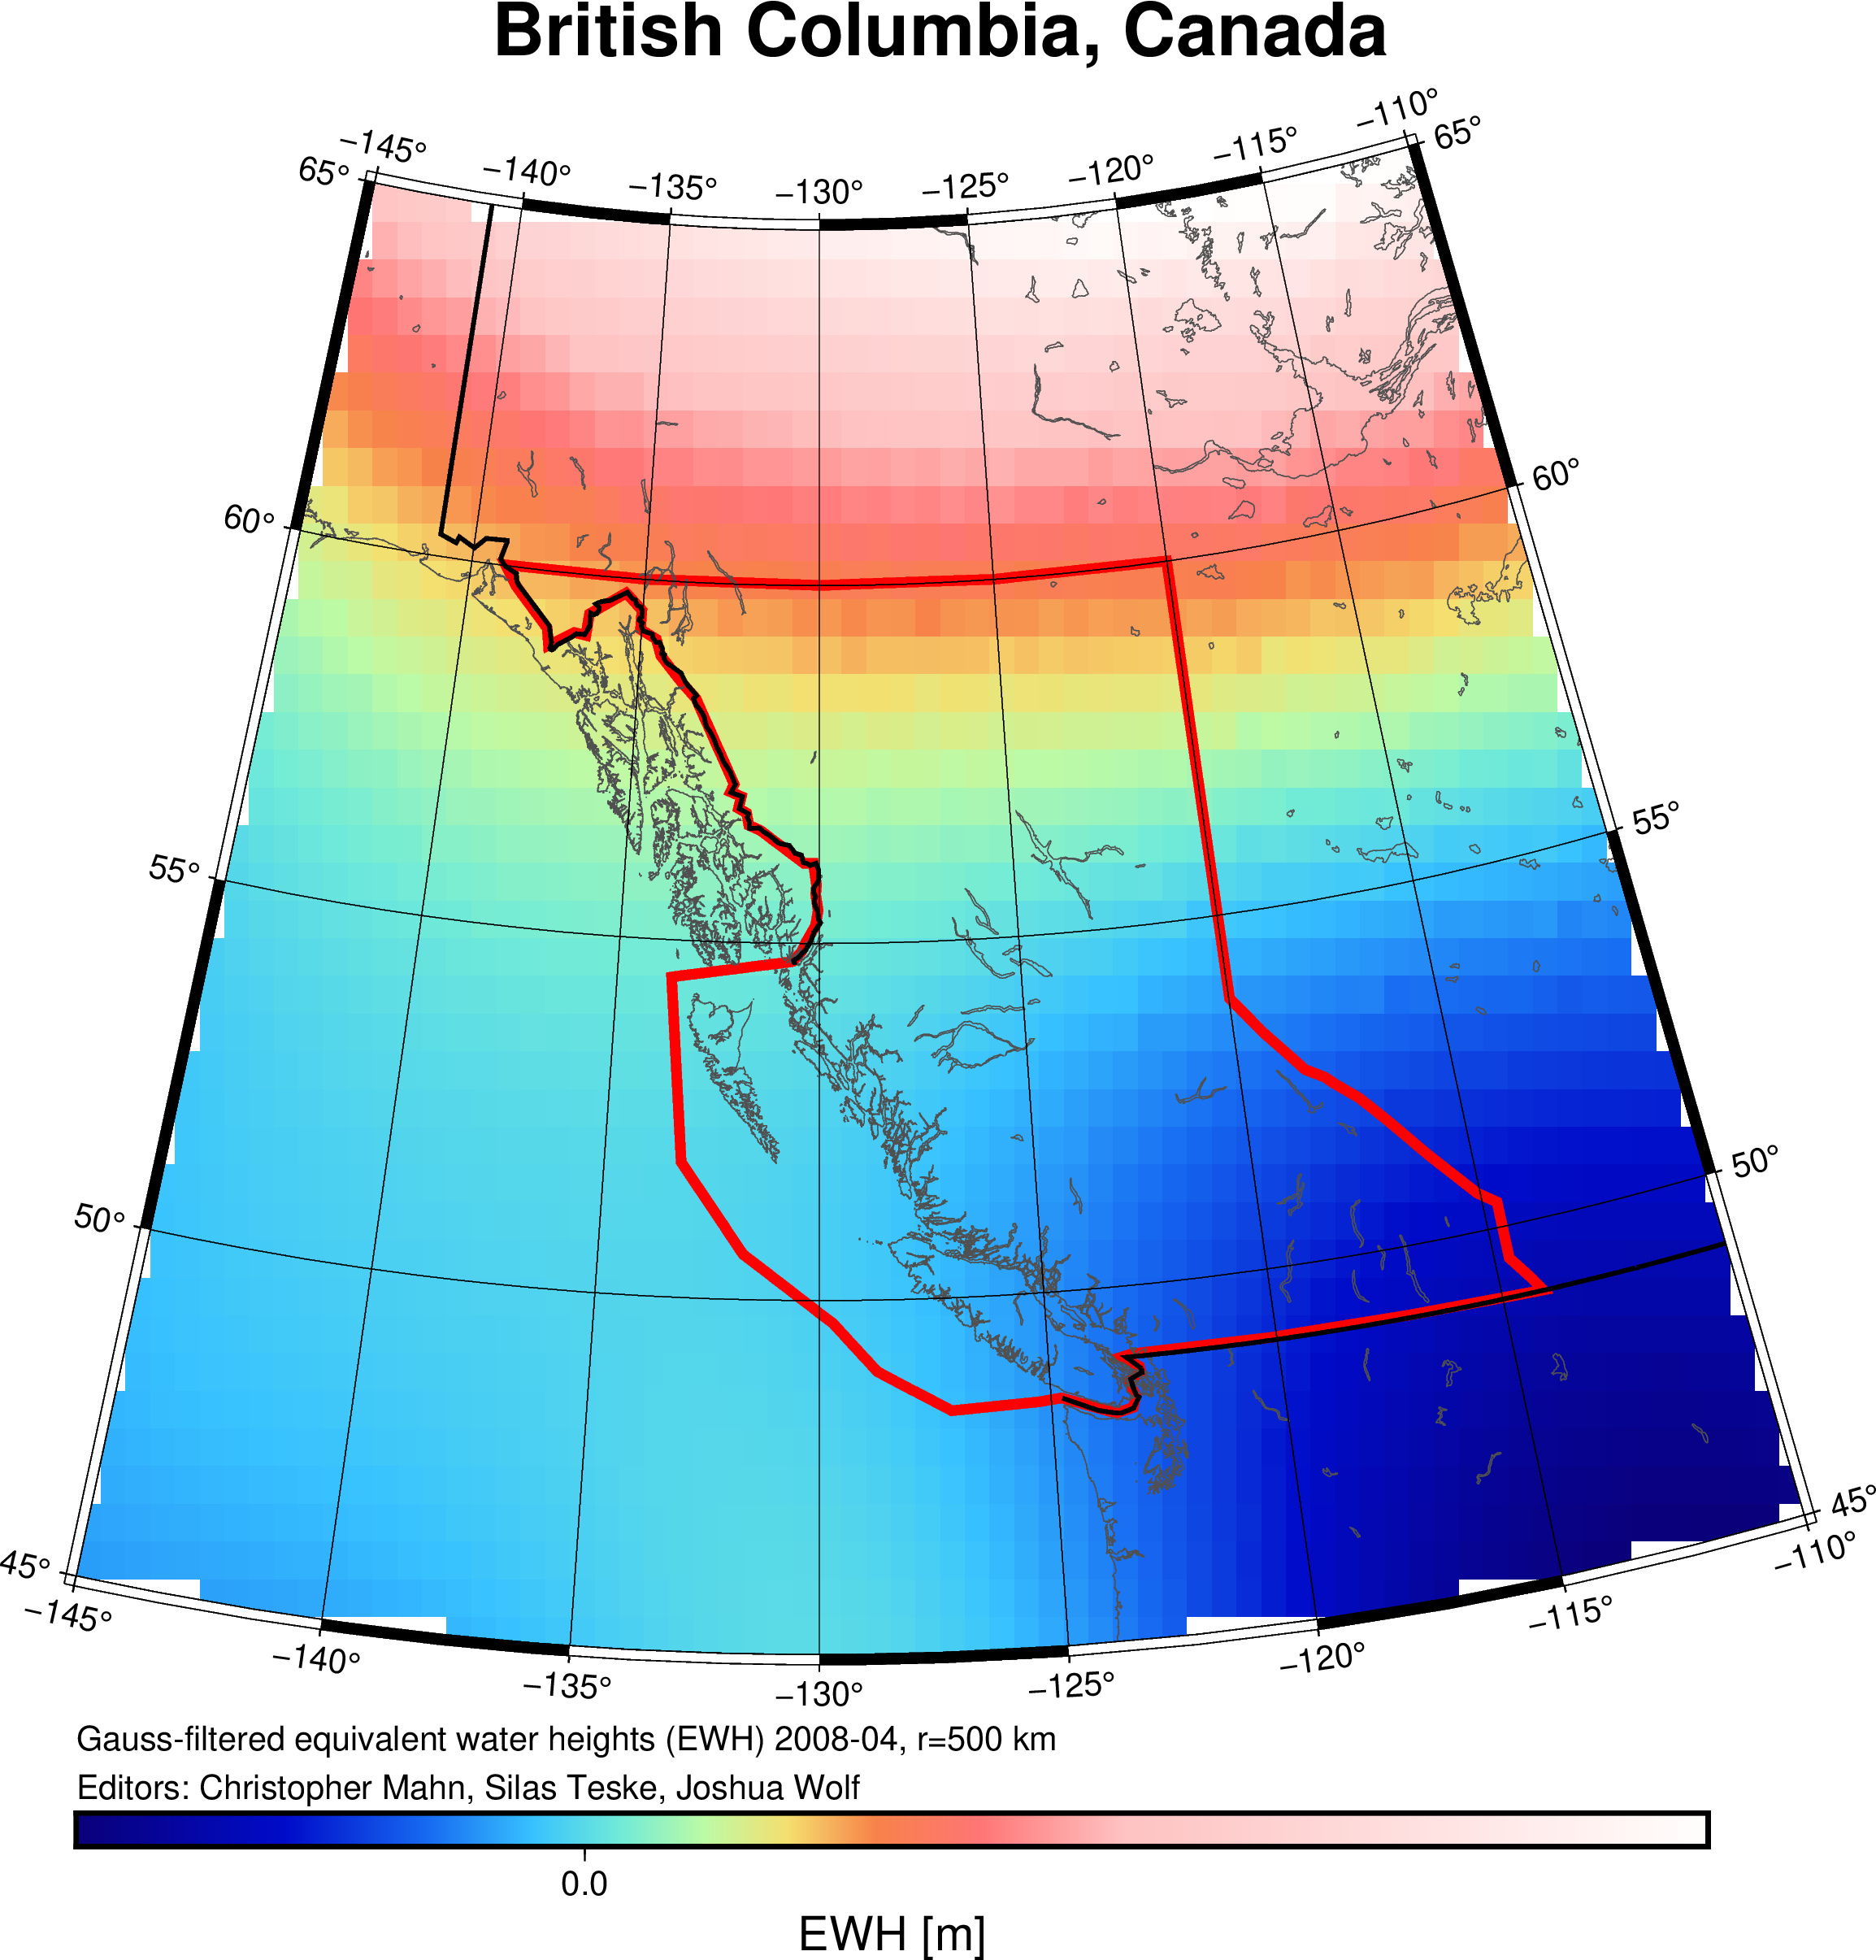 British Columbia, Canada
−145° −140° −135° −130° −125° −120° −115° −110°
65° 65°
60° 60°
55° 55°
50° 50°
45° 45°
−145° −140° −135° −130° −125° −120° −115° −110°
Gauss-filtered equivalent water heights (EWH) 2008-04, r=500 km
Editors: Christopher Mahn, Silas Teske, Joshua Wolf
0.0
EWH [m]